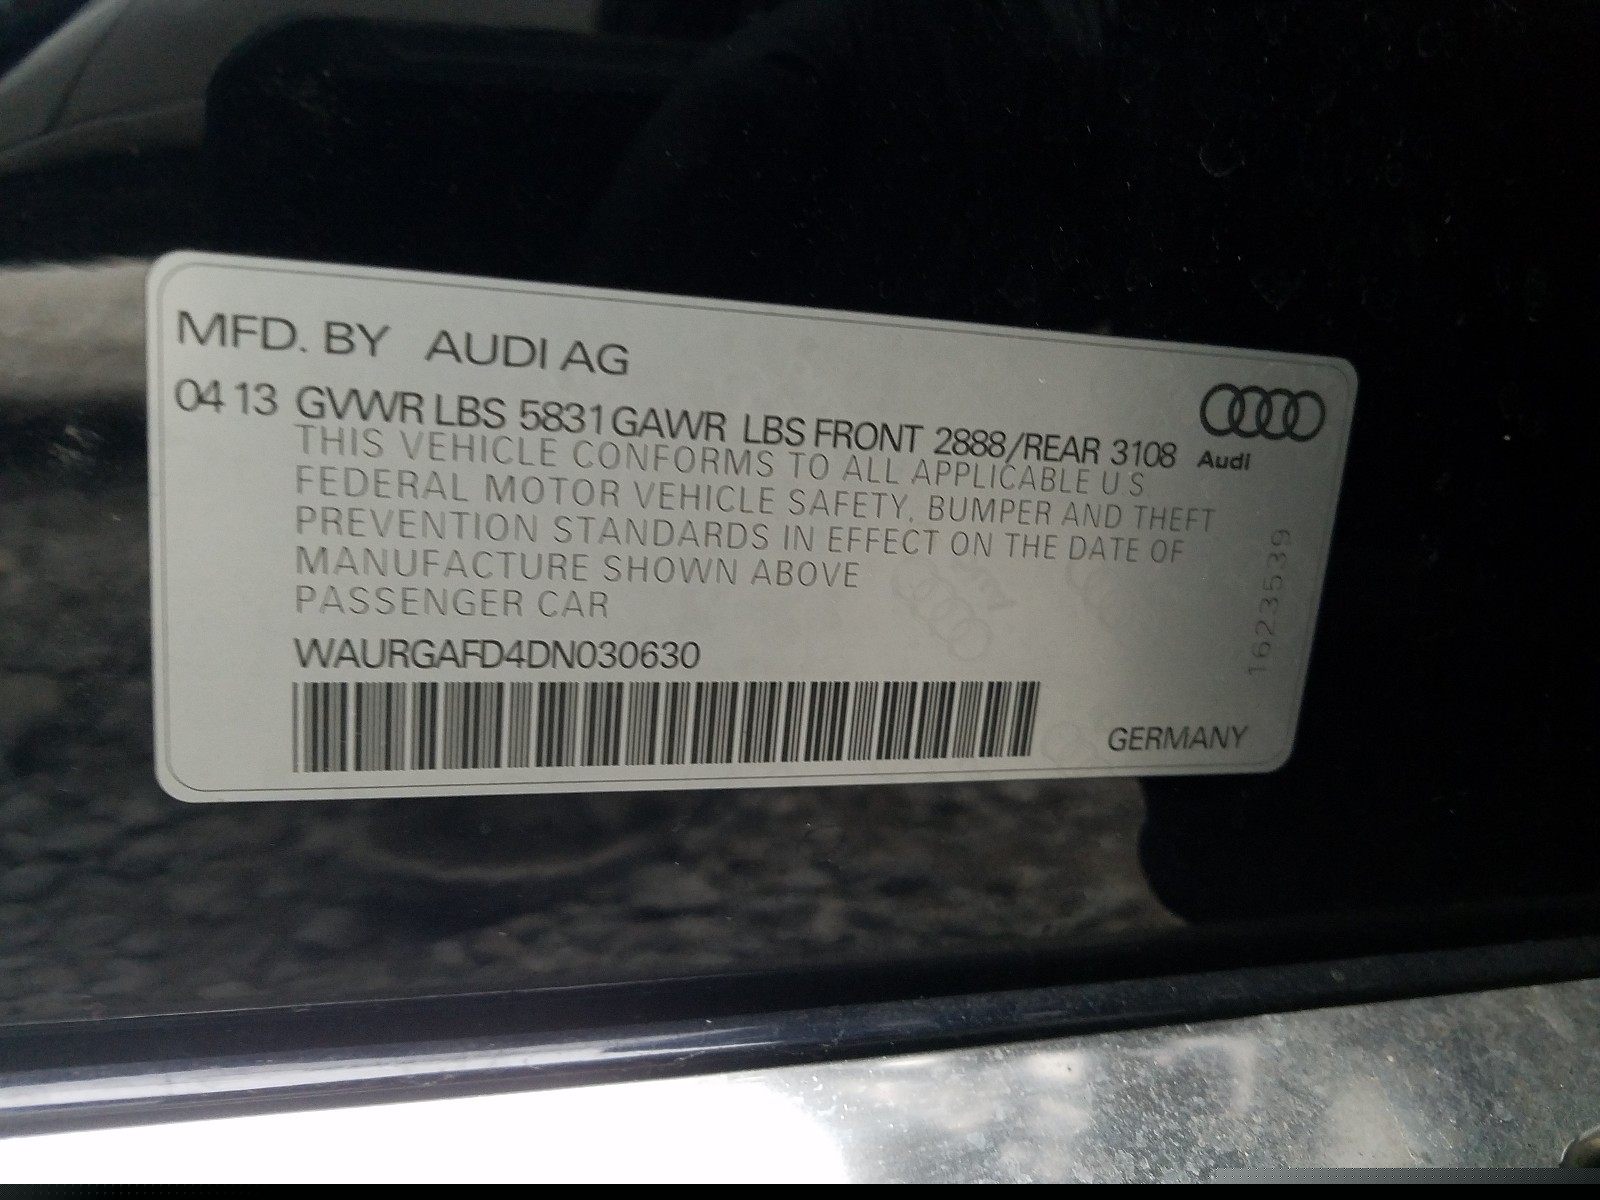 MFD. BY AUDI AG
04 13 GVWR LBS 5831 GAWR LBS FRONT 2888/REAR 3108
THIS VEHICLE CONFORMS TO ALL APPLICABLE U.S
FEDERAL MOTOR VEHICLE SAFETY, BUMPER AND THEFT
PREVENTION STANDARDS IN EFFECT ON THE DATE OF
MANUFACTURE SHOWN ABOVE
PASSENGER CAR
WAURGAFD4DN030630
Audi
1623539
GERMANY